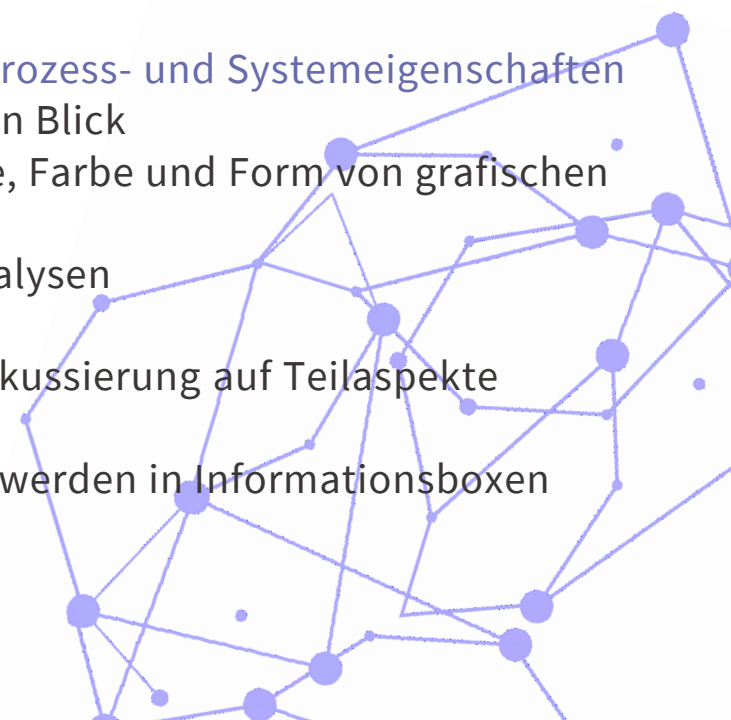 rozess- und Systemeigenschaften
n Blick
e, Farbe und Form von grafischen
alysen
kussierung auf Teilaspekte
werden in Informationsboxen